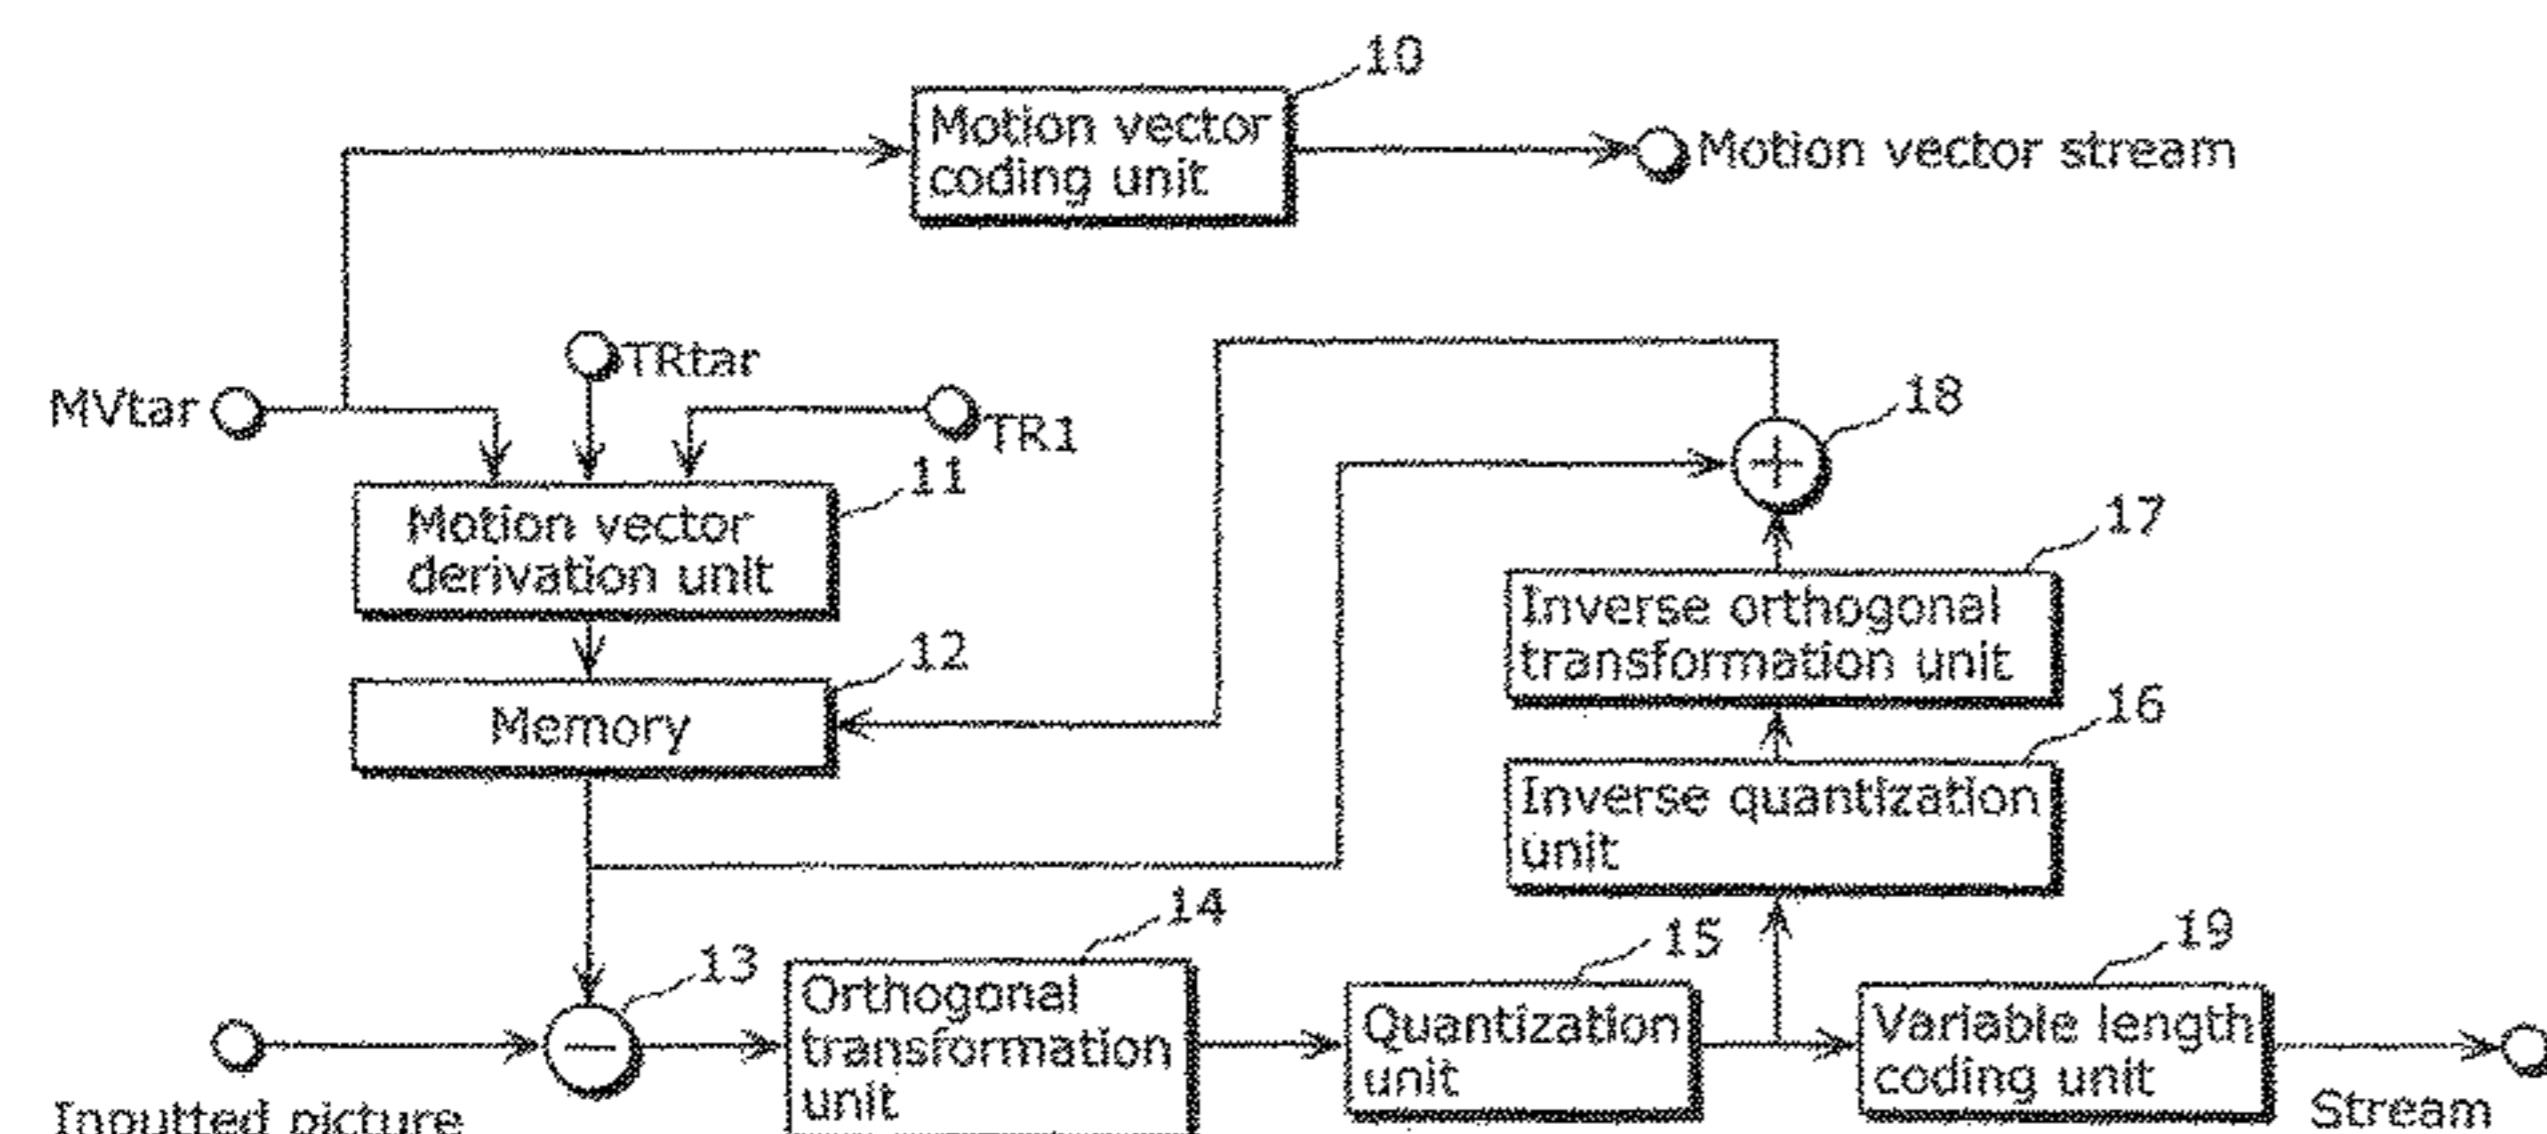 10
Motion vector
coding unit
Motion vector stream
TRtar
MVtar
TR1
18
11
Motion vector
derivation unit
17
Inverse orthogonal
transformation unit
12
Memory
16
Inverse quantization
unit
14
15
19
13
Orthogonal
transformation
unit
Quantization
unit
Variable length
coding unit
Inputted picture
Stream